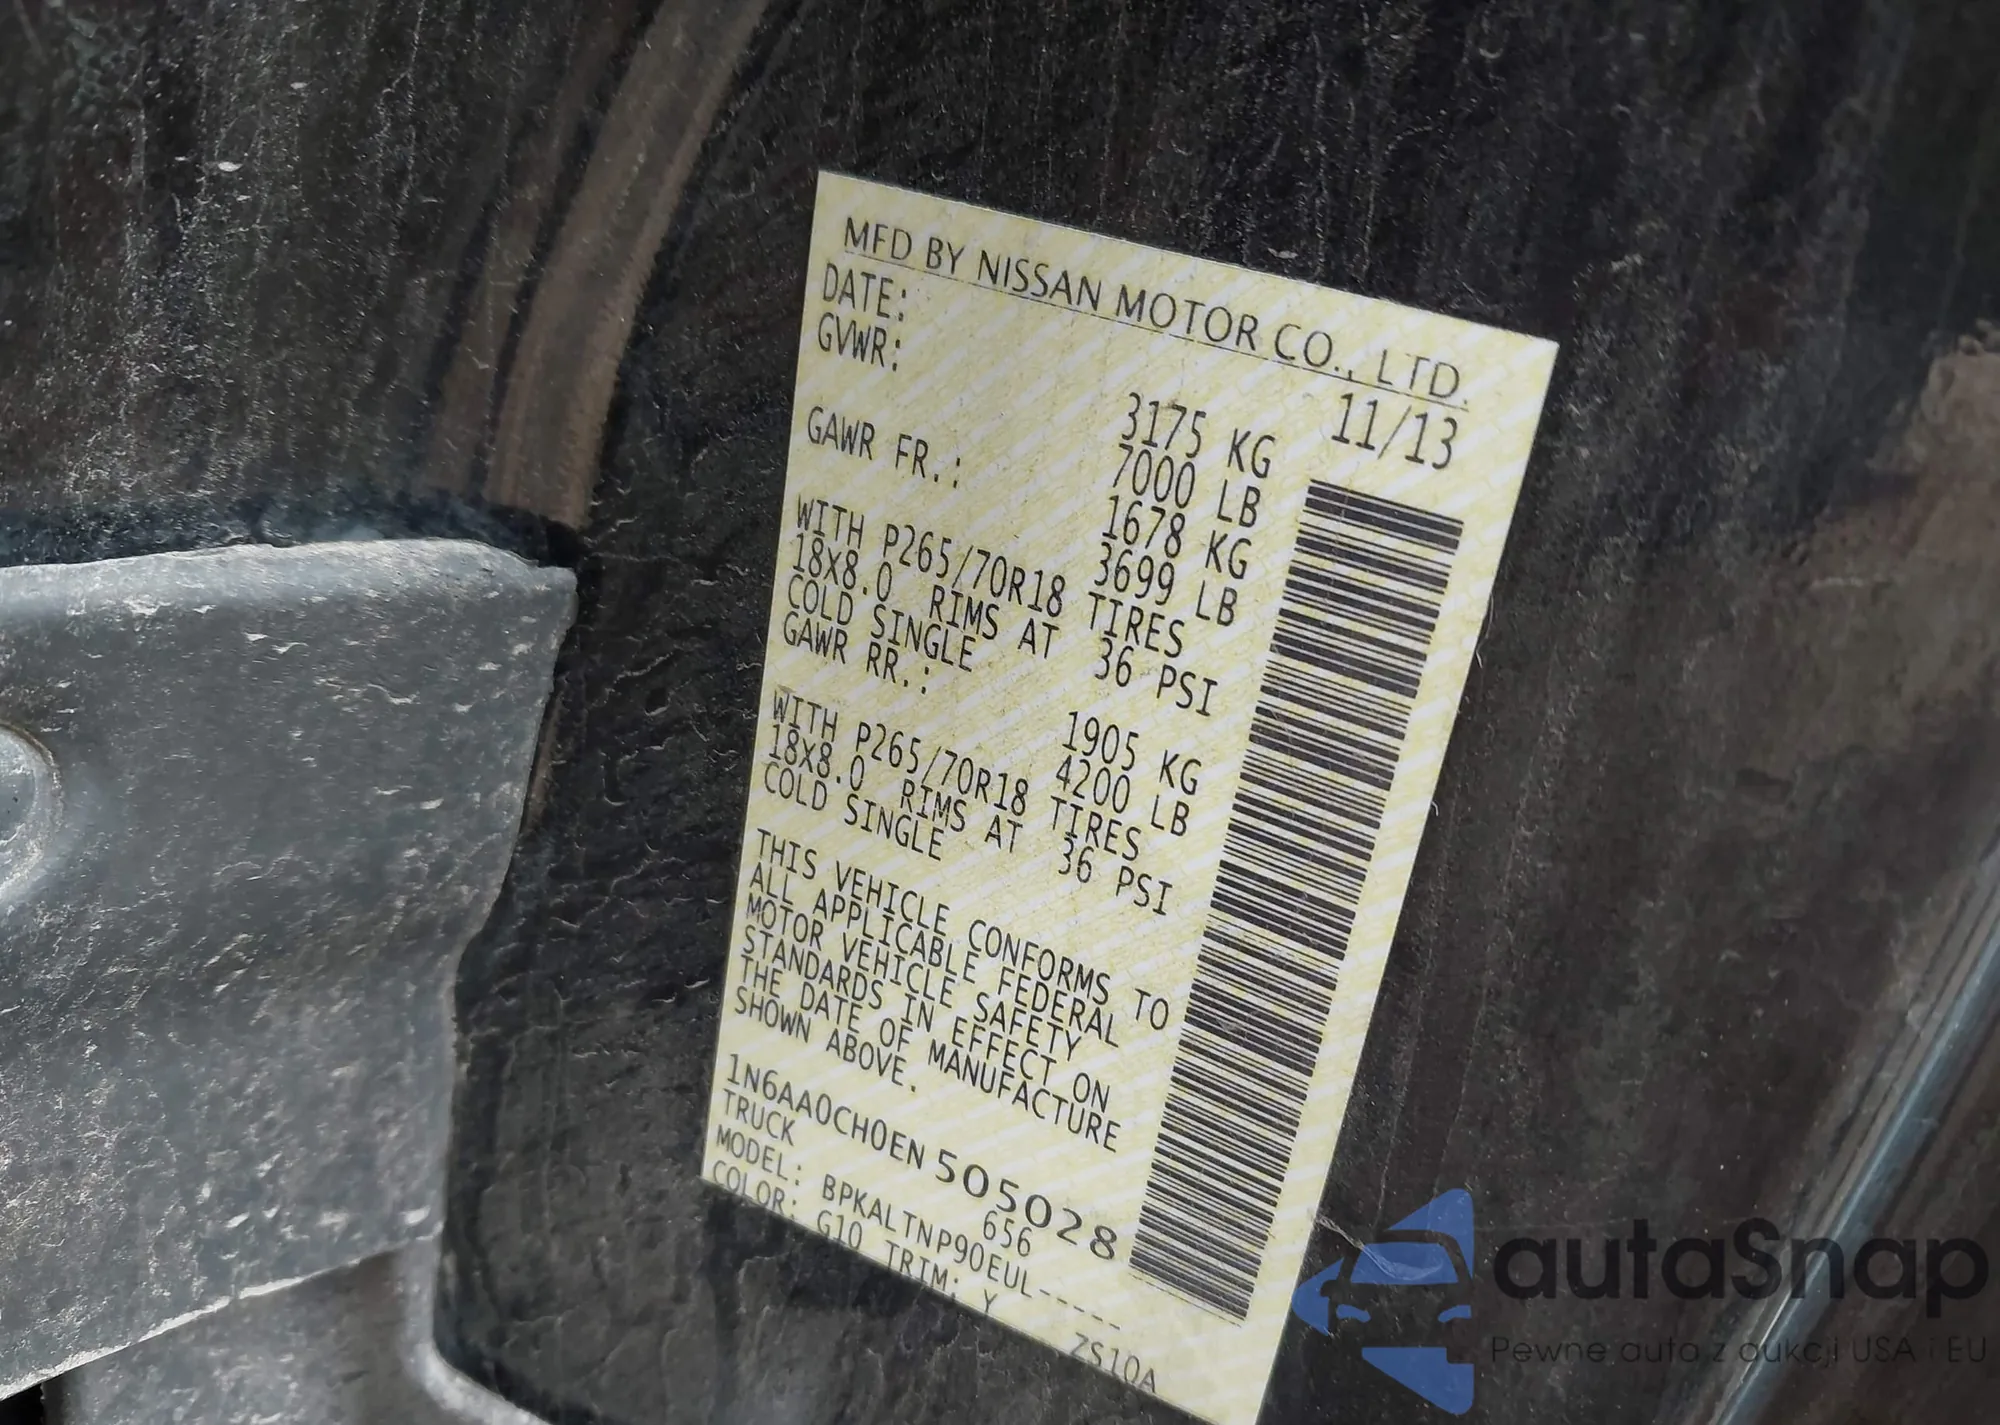 MFD BY NISSAN MOTOR CO., LTD.
DATE: 11/13
GVWR: 3175 KG
7000 LB
GAWR FR.: 1678 KG
3699 LB
WITH P265/70R18 TIRES
18X8.0 RIMS AT 36 PSI
COLD SINGLE
GAWR RR.: 1905 KG
4200 LB
WITH P265/70R18 TIRES
18X8.0 RIMS AT 36 PSI
COLD SINGLE
THIS VEHICLE CONFORMS TO
ALL APPLICABLE FEDERAL
MOTOR VEHICLE SAFETY
STANDARDS IN EFFECT ON
THE DATE OF MANUFACTURE
SHOWN ABOVE.
1N6AA0CH0EN505028
TRUCK 656
MODEL: BPKALTNP90EUL-----
COLOR: G10 TRIM: Y
ZS10A
autaSnap
Pewne auta z aukcji USA i EU